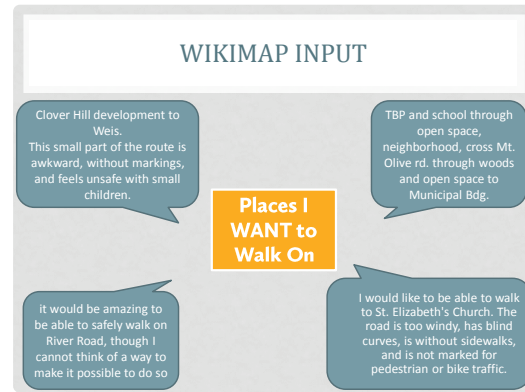 WIKIMAP INPUT
Clover Hill development to
Weis.
This small part of the route is
awkward, without markings,
and feels unsafe with small
children.
TBP and school through
open space,
neighborhood, cross Mt.
Olive rd. through woods
and open space to
Municipal Bdg.
Places I
WANT to
Walk On
it would be amazing to
be able to safely walk on
River Road, though I
cannot think of a way to
make it possible to do so
I would like to be able to walk
to St. Elizabeth's Church. The
road is too windy, has blind
curves, is without sidewalks,
and is not marked for
pedestrian or bike traffic.